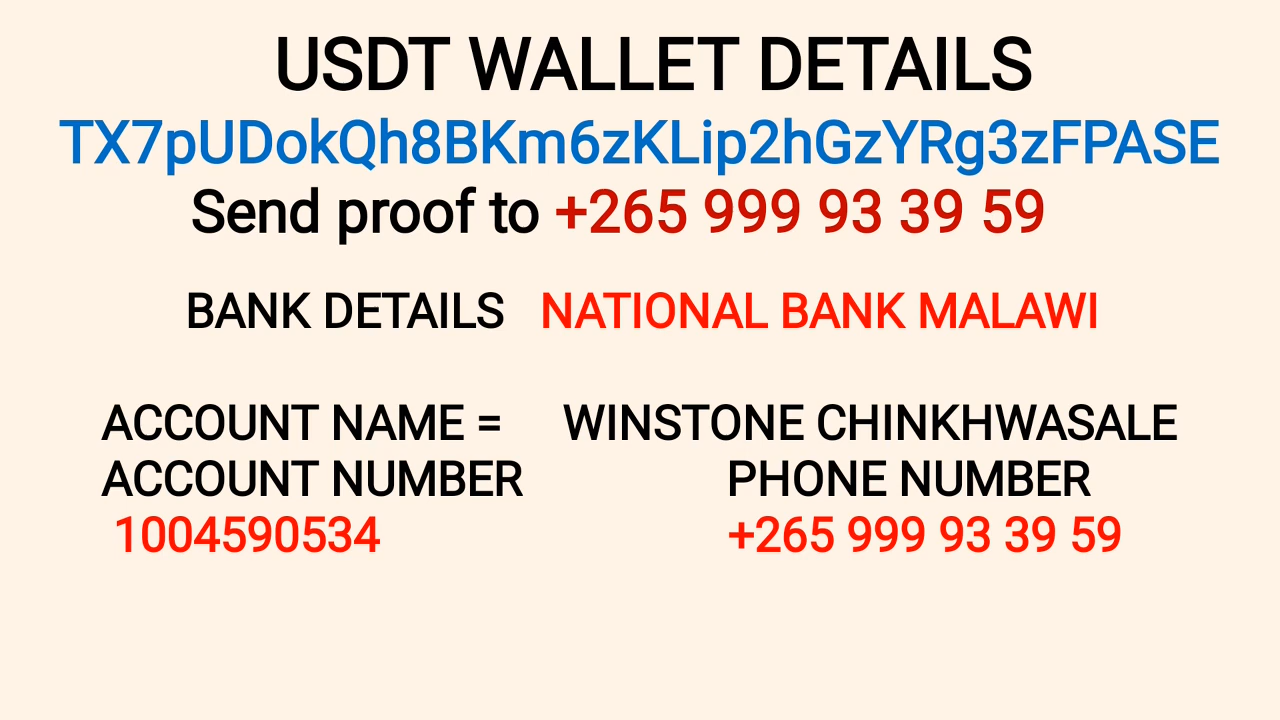 USDT WALLET DETAILS
TX7pUDokQh8BKm6zKLip2hGzYRg3zFPASE
Send proof to +265 999 93 39 59
BANK DETAILS NATIONAL BANK MALAWI
ACCOUNT NAME = WINSTONE CHINKHWASALE
ACCOUNT NUMBER PHONE NUMBER
1004590534 +265 999 93 39 59